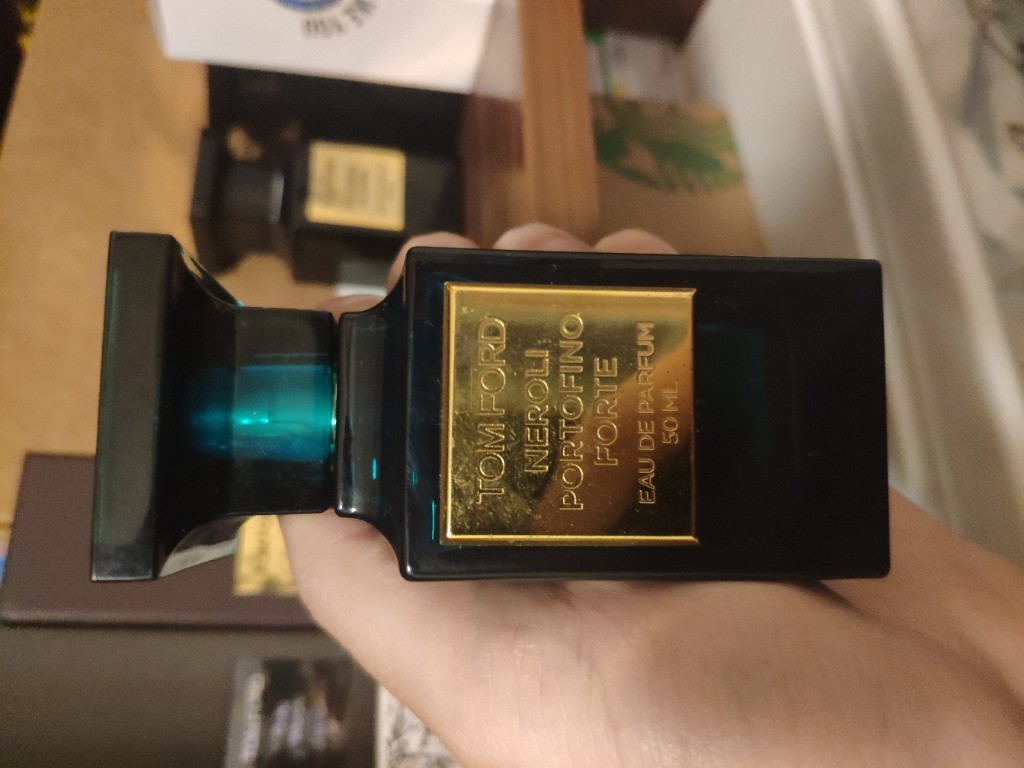 TOM FORD
NEROLI
PORTOFINO
FORTE
EAU DE PARFUM
50 ML